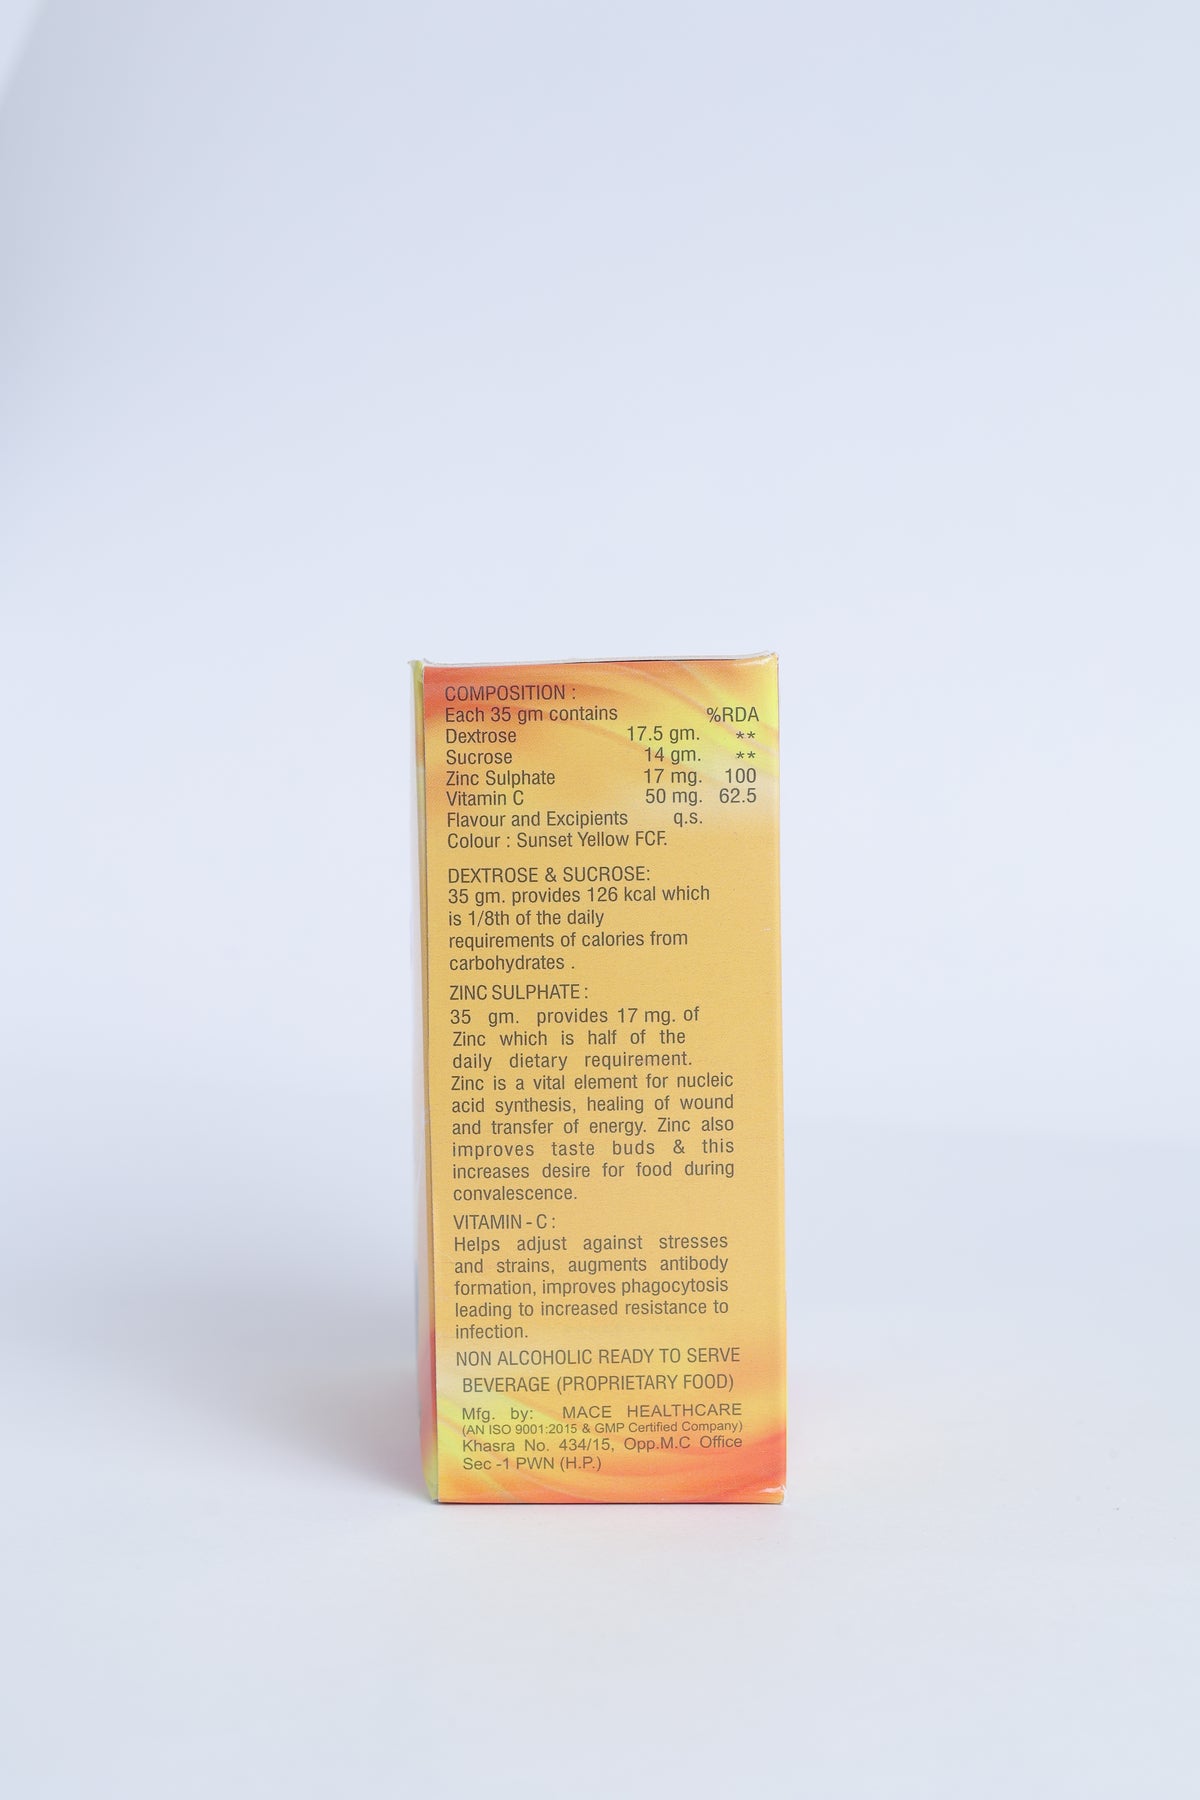 COMPOSITION :
Each 35 gm contains %RDA
Dextrose 17.5 gm. **
Sucrose 14 gm. **
Zinc Sulphate 17 mg. 100
Vitamin C 50 mg. 62.5
Flavour and Excipients q.s.
Colour : Sunset Yellow FCF.
DEXTROSE & SUCROSE:
35 gm. provides 126 kcal which
is 1/8th of the daily
requirements of calories from
carbohydrates .
ZINC SULPHATE :
35 gm. provides 17 mg. of
Zinc which is half of the
daily dietary requirement.
Zinc is a vital element for nucleic
acid synthesis, healing of wound
and transfer of energy. Zinc also
improves taste buds & this
increases desire for food during
convalescence.
VITAMIN - C :
Helps adjust against stresses
and strains, augments antibody
formation, improves phagocytosis
leading to increased resistance to
infection.
NON ALCOHOLIC READY TO SERVE
BEVERAGE (PROPRIETARY FOOD)
Mfg. by: MACE HEALTHCARE
(AN ISO 9001:2015 & GMP Certified Company)
Khasra No. 434/15, Opp.M.C Office
Sec -1 PWN (H.P.)